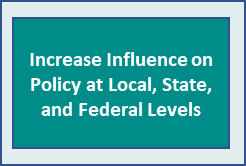 Increase Influence on
Policy at Local, State,
and Federal Levels